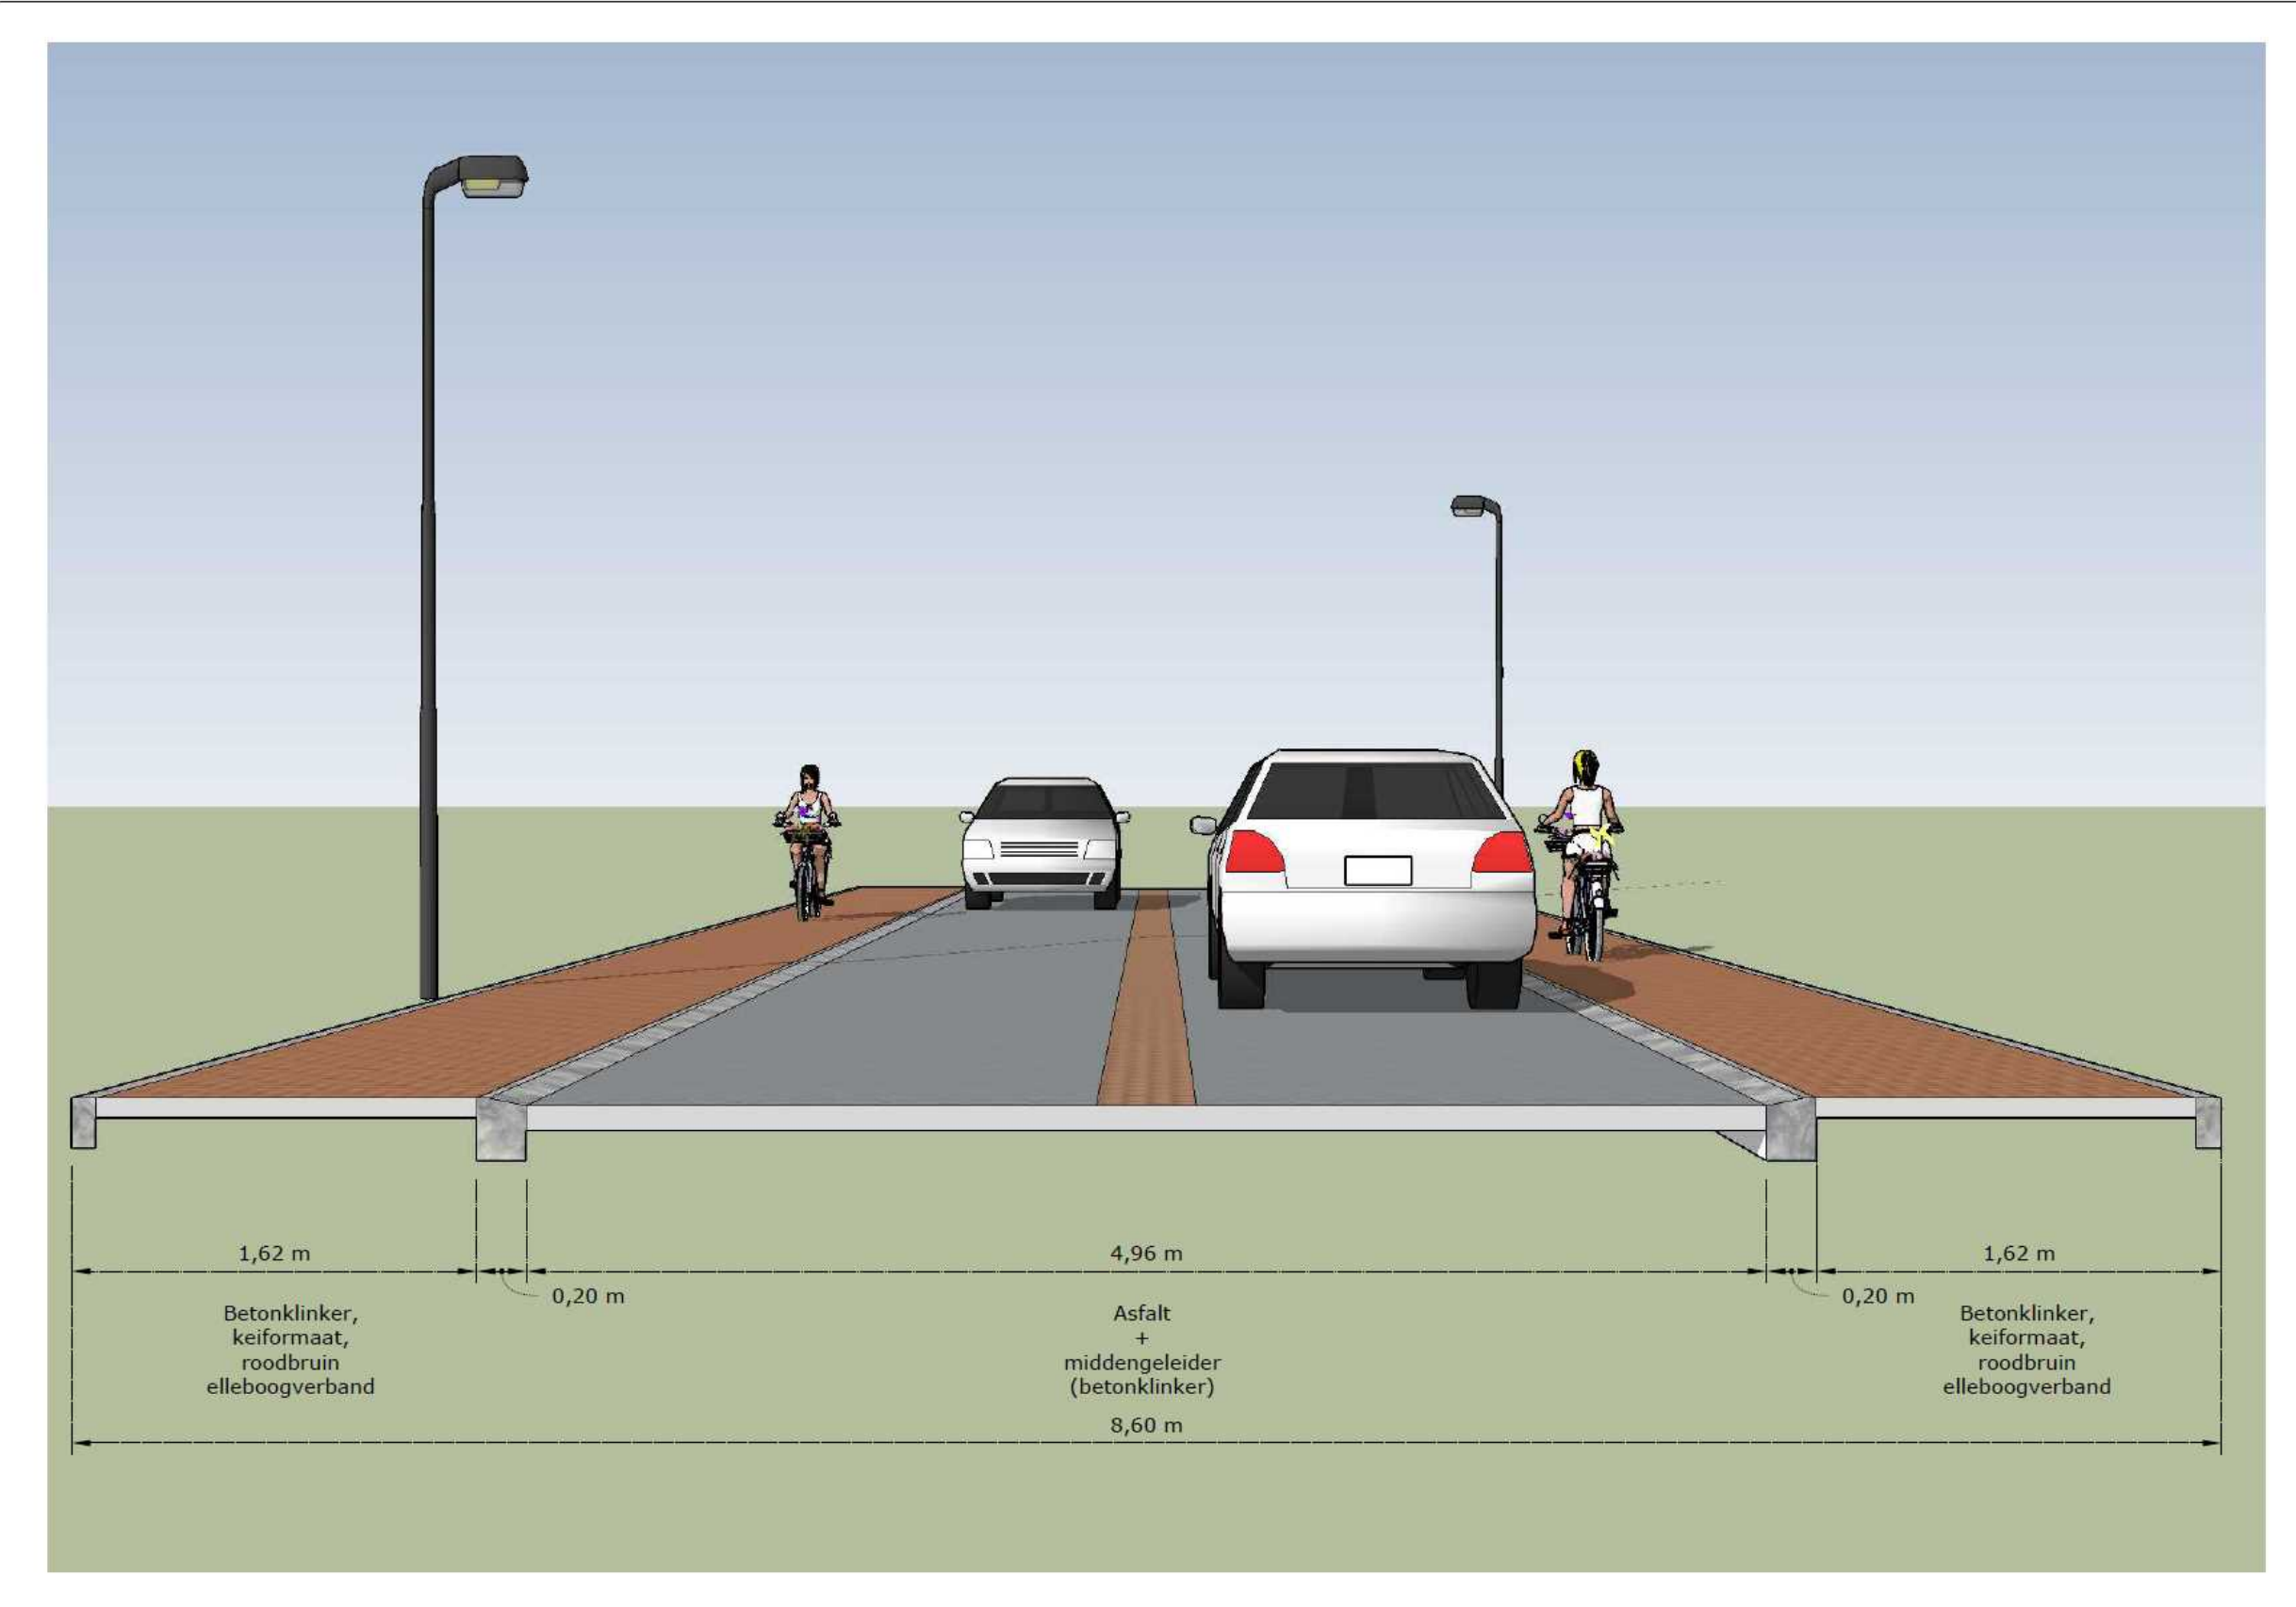 1,62 m
4,96 m
1,62 m
0,20 m
0,20 m
Betonklinker,
keiformaat,
roodbruin
elleboogverband
Asfalt
+
middengeleider
(betonklinker)
Betonklinker,
keiformaat,
roodbruin
elleboogverband
8,60 m